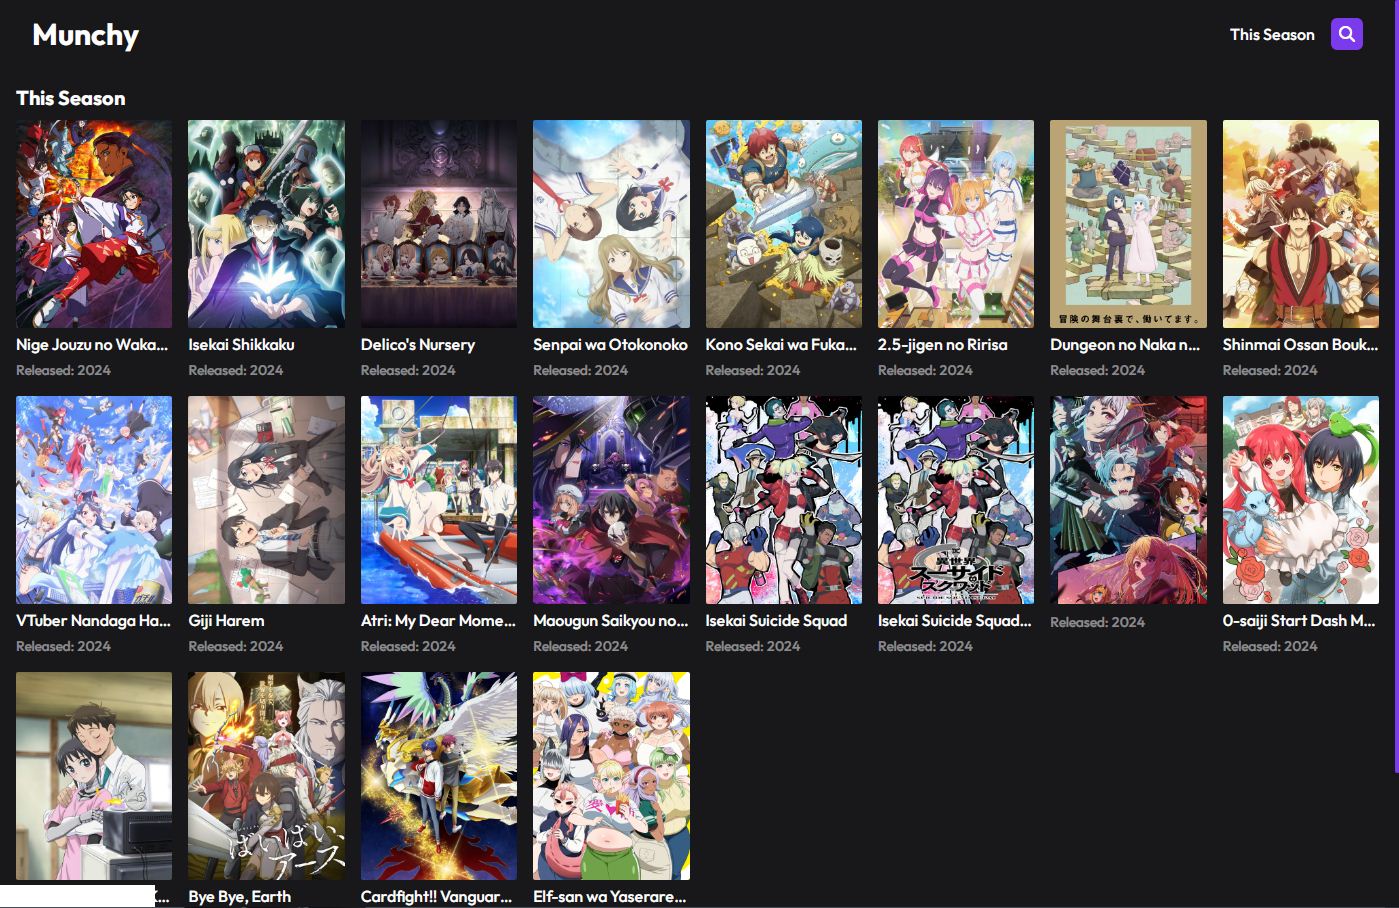 Munchy
This Season
This Season
Nige Jouzu no Waka...
Isekai Shikkaku
Delico's Nursery
Senpai wa Otokonoko
Kono Sekai wa Fuka...
2.5-jigen no Ririsa
冒険の舞台裏で、働いてます。
Dungeon no Naka n...
Shinmai Ossan Bouk...
Released: 2024
Released: 2024
Released: 2024
Released: 2024
Released: 2024
Released: 2024
Released: 2024
Released: 2024
DC
異世界
スーサイド
スクワッド
VTuber Nandaga Ha...
Giji Harem
Atri: My Dear Mome...
Maougun Saikyou no...
Isekai Suicide Squad
Isekai Suicide Squad...
0-saiji Start Dash M...
Released: 2024
Released: 2024
Released: 2024
Released: 2024
Released: 2024
Released: 2024
Released: 2024
Released: 2024
ばいばい、
アース
愛
Bye Bye, Earth
Cardfight!! Vanguar...
Elf-san wa Yaserare...